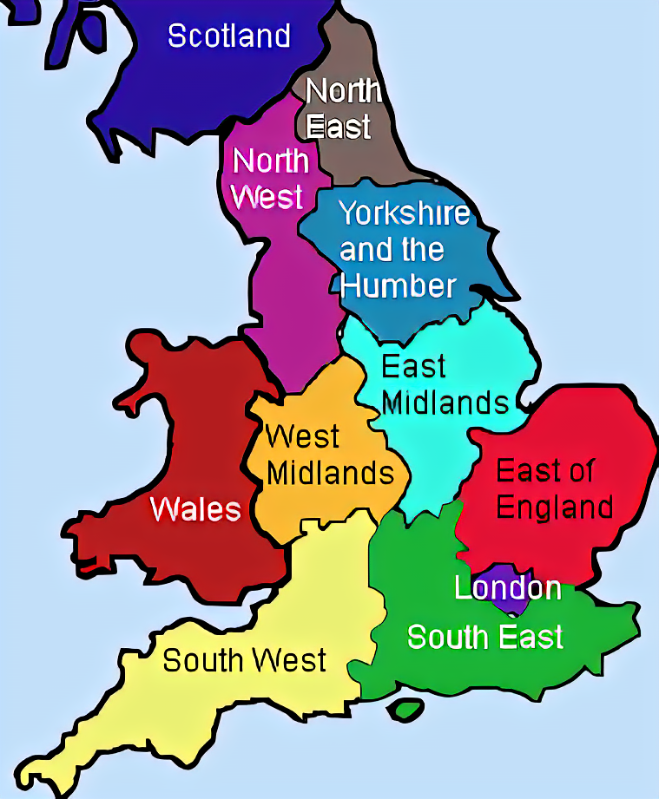 Scotland
North
East
North
West
Yorkshire
and the
Humber
East
Midlands
West
Midlands
East of
England
Wales
London
South East
South West